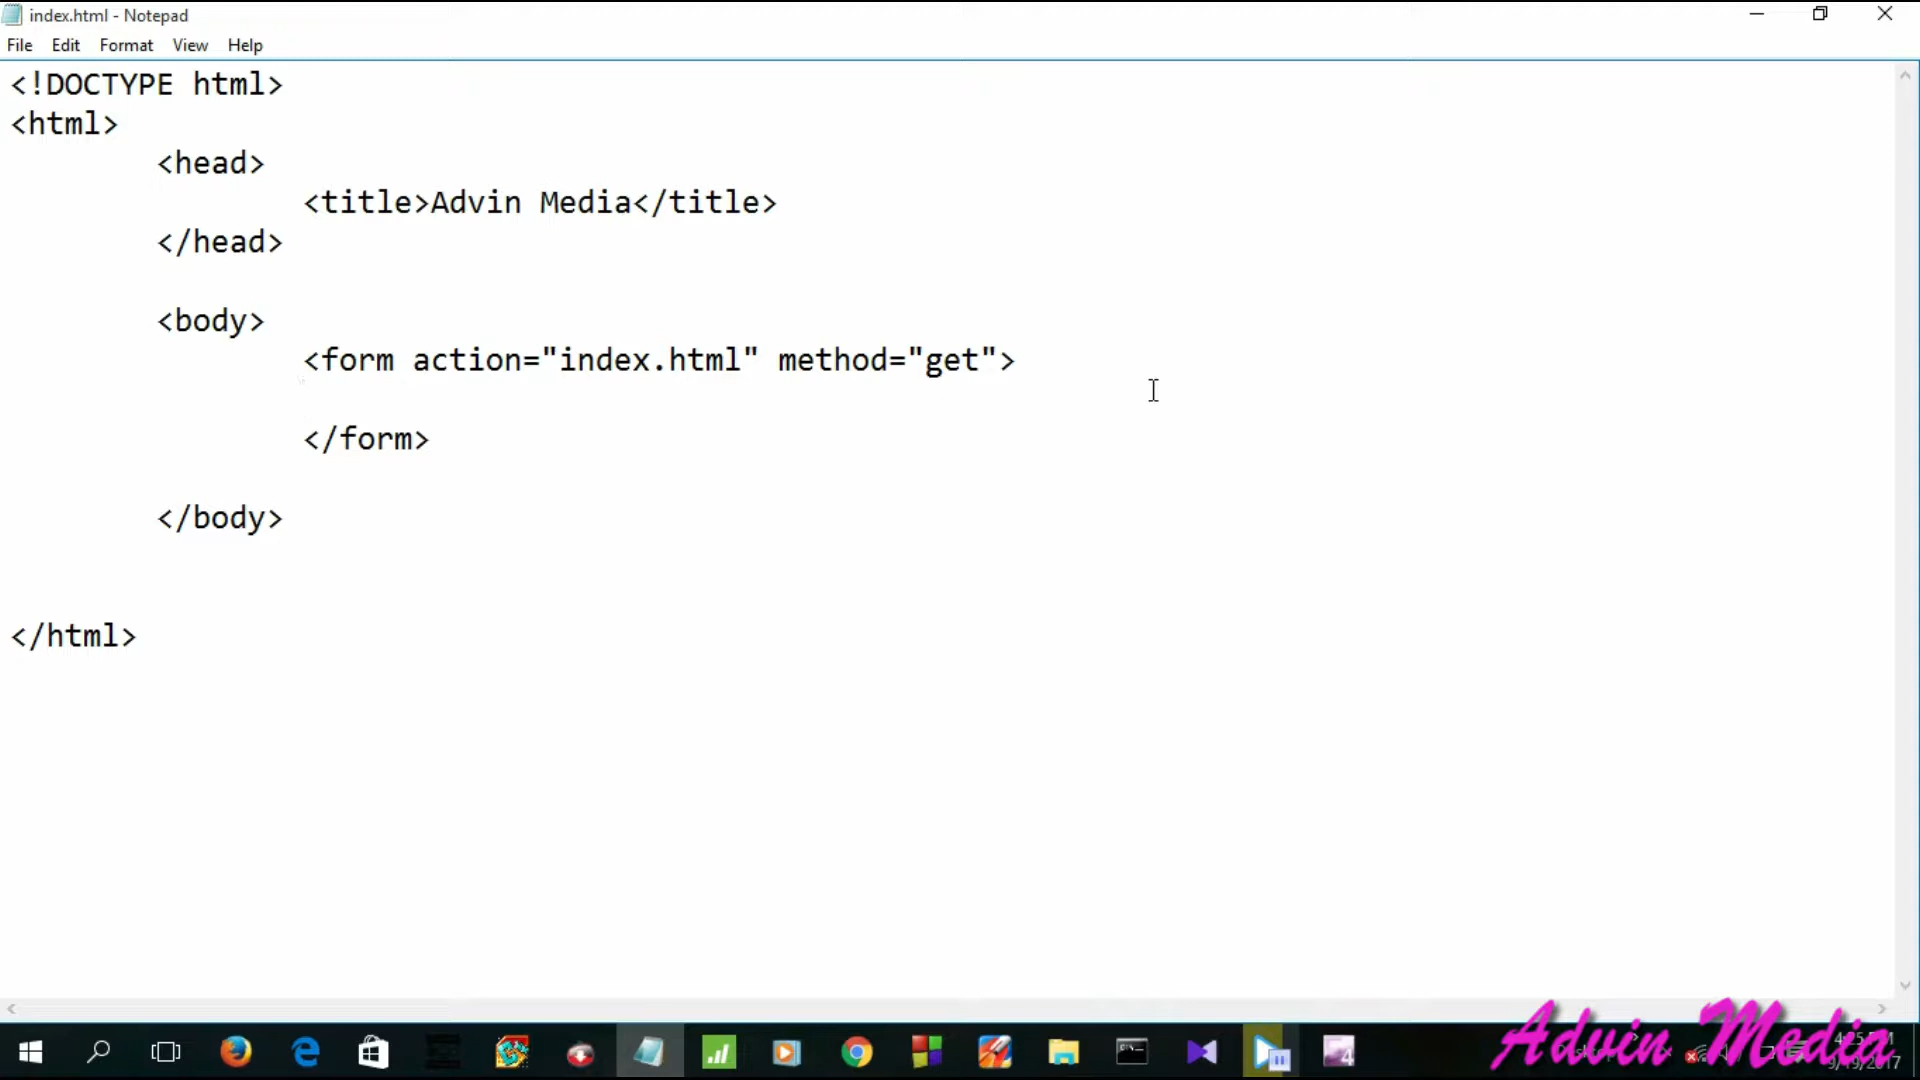 index.html - Notepad
File Edit Format View Help
<!DOCTYPE html>
<html>
<head>
<title>Advin Media</title>
</head>
<body>
<form action="index.html" method="get">
</form>
</body>
</html>
4
Advin Media